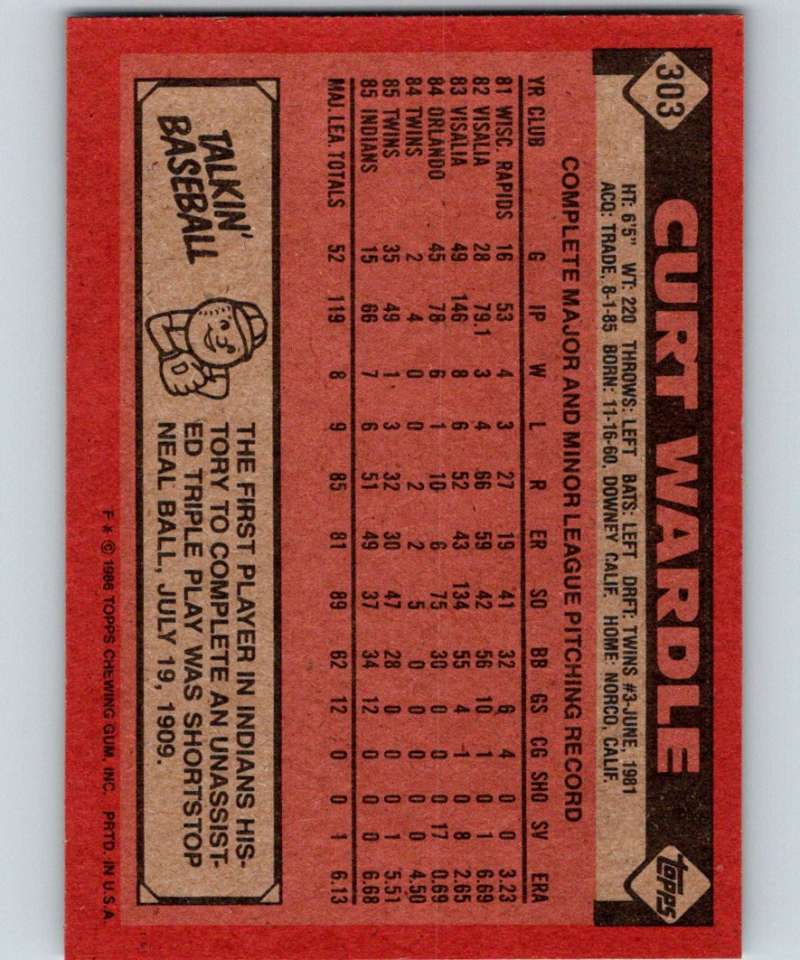 303
CURT WARDLE
topps
HT: 6'5" WT: 220 THROWS: LEFT BATS: LEFT DRFT: TWINS #3-JUNE, 1981
ACQ: TRADE, 8-1-85 BORN: 11-16-60, DOWNEY CALIF. HOME: NORCO, CALIF.
COMPLETE MAJOR AND MINOR LEAGUE PITCHING RECORD
YR CLUB G IP W L R ER SO BB GS CG SHO SV ERA
81 WISC. RAPIDS 16 53 4 3 27 19 41 32 6 4 0 0 3.23
82 VISALIA 28 79.1 3 4 66 59 42 56 10 1 0 1 6.69
83 VISALIA 49 146 8 6 52 43 134 55 4 1 0 8 2.65
84 ORLANDO 45 78 6 1 10 6 75 30 0 0 0 17 0.69
84 TWINS 2 4 0 0 2 2 5 0 0 0 0 0 4.50
85 TWINS 35 49 1 3 32 30 47 28 0 0 0 1 5.51
85 INDIANS 15 66 7 6 51 49 37 34 12 0 0 0 6.68
MAJ. LEA. TOTALS 52 119 8 9 85 81 89 62 12 0 0 1 6.13
TALKIN'
BASEBALL
THE FIRST PLAYER IN INDIANS HIS-
TORY TO COMPLETE AN UNASSIST-
ED TRIPLE PLAY WAS SHORTSTOP
NEAL BALL, JULY 19, 1909.
F * © 1986 TOPPS CHEWING GUM, INC. PRTD. IN U.S.A.